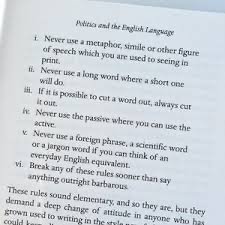 Politics and the English Language
i. Never use a metaphor, simile or other figure
of speech which you are used to seeing in
print.
ii. Never use a long word where a short one
will do.
iii. If it is possible to cut a word out, always cut
it out.
iv. Never use the passive where you can use the
active.
v. Never use a foreign phrase, a scientific word
or a jargon word if you can think of an
everyday English equivalent.
vi. Break any of these rules sooner than say
anything outright barbarous.
These rules sound elementary, and so they are, but they
demand a deep change of attitude in anyone who has
grown used to writing in the style now